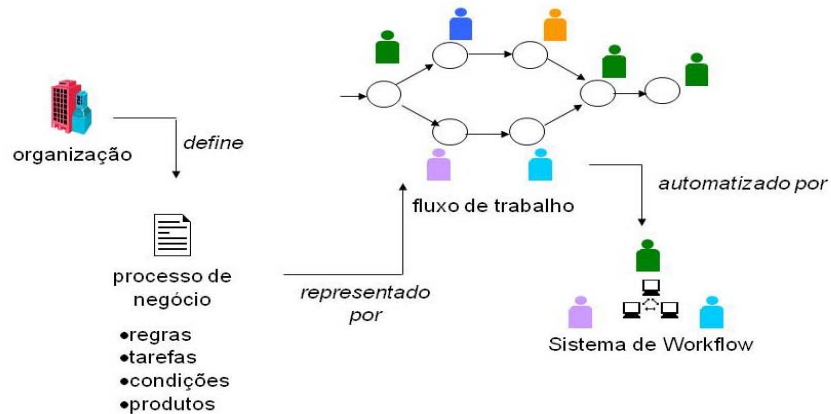 organização
define
processo de
negócio
•regras
•tarefas
•condições
•produtos
representado
por
fluxo de trabalho
automatizado por
Sistema de Workflow